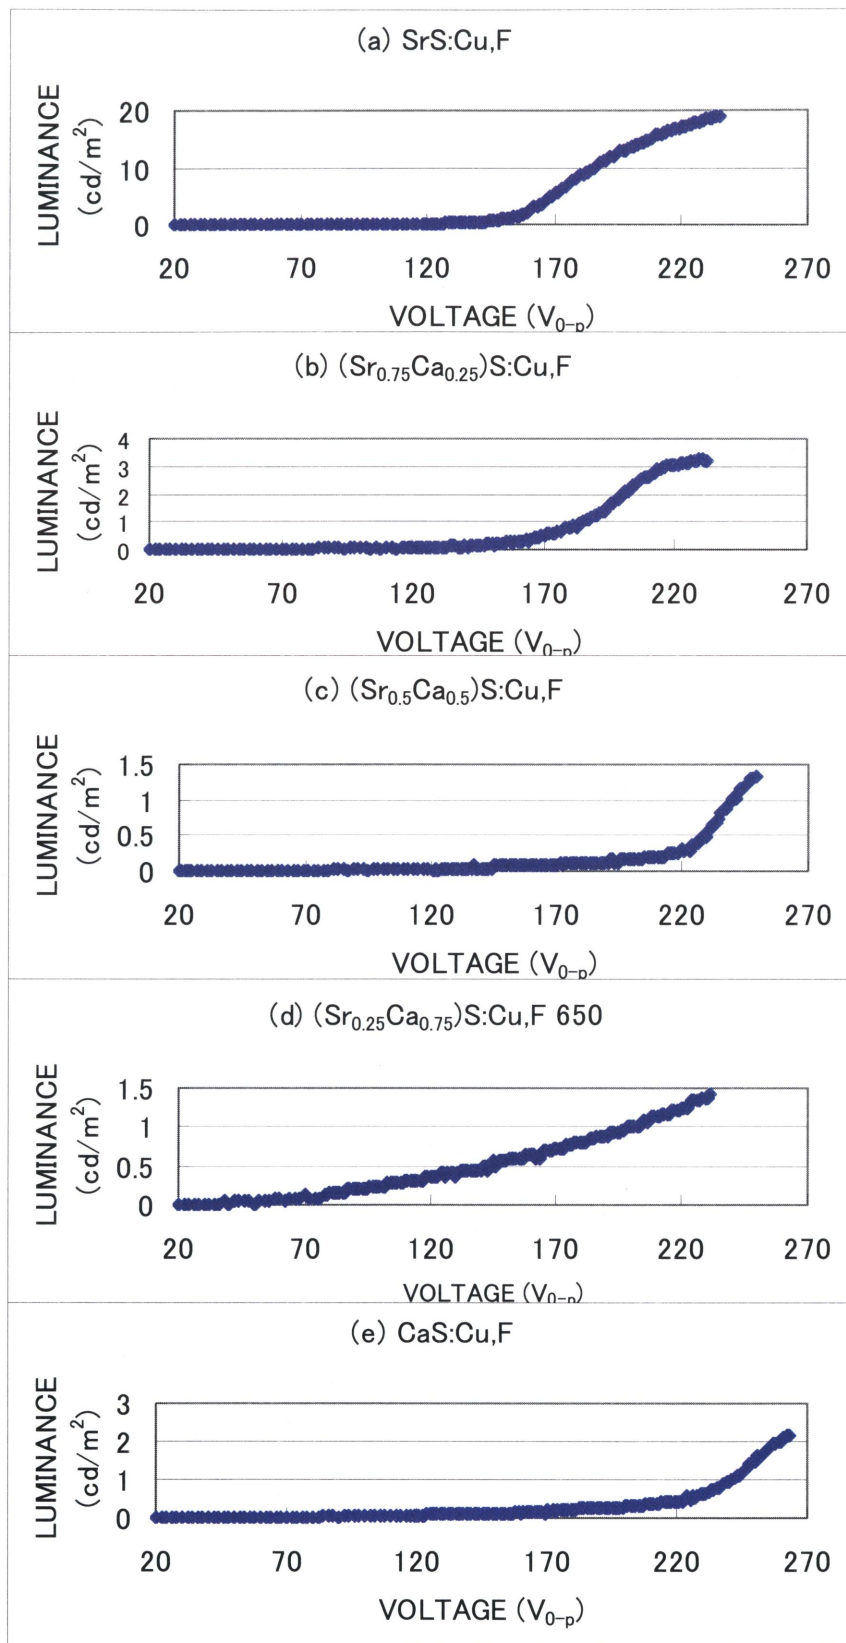 (a) SrS:Cu,F
LUMINANCE
(cd/m²)
20
10
0
20 70 120 170 220 270
VOLTAGE (V₀₋ₚ)
(b) (Sr₀.₇₅Ca₀.₂₅)S:Cu,F
LUMINANCE
(cd/m²)
4
3
2
1
0
20 70 120 170 220 270
VOLTAGE (V₀₋ₚ)
(c) (Sr₀.₅Ca₀.₅)S:Cu,F
LUMINANCE
(cd/m²)
1.5
1
0.5
0
20 70 120 170 220 270
VOLTAGE (V₀₋ₚ)
(d) (Sr₀.₂₅Ca₀.₇₅)S:Cu,F 650
LUMINANCE
(cd/m²)
1.5
1
0.5
0
20 70 120 170 220 270
VOLTAGE (V₀₋ₚ)
(e) CaS:Cu,F
LUMINANCE
(cd/m²)
3
2
1
0
20 70 120 170 220 270
VOLTAGE (V₀₋ₚ)